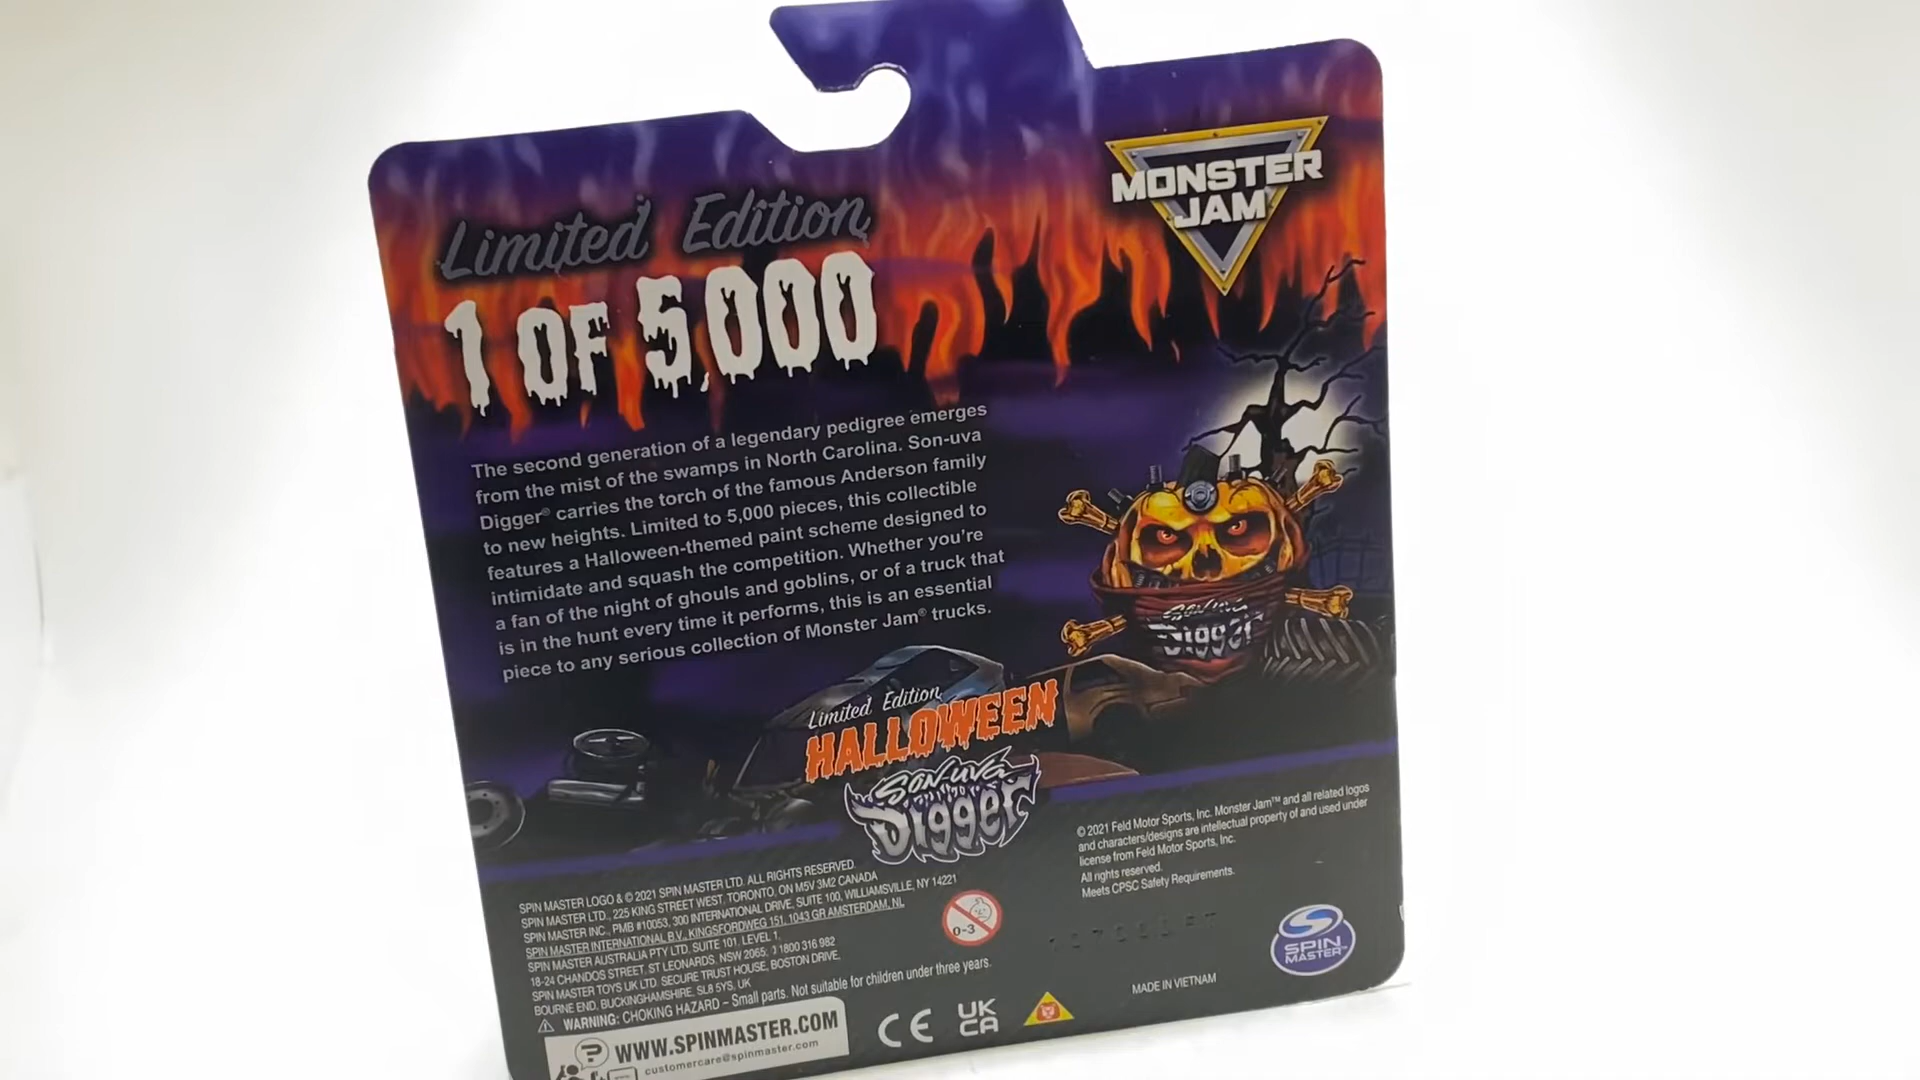 MONSTER
JAM
Limited Edition
1 OF 5,000
The second generation of a legendary pedigree emerges
from the mist of the swamps in North Carolina. Son-uva
Digger® carries the torch of the famous Anderson family
to new heights. Limited to 5,000 pieces, this collectible
features a Halloween-themed paint scheme designed to
intimidate and squash the competition. Whether you're
a fan of the night of ghouls and goblins, or of a truck that
is in the hunt every time it performs, this is an essential
piece to any serious collection of Monster Jam® trucks.
SON-UVA
Digger
Limited Edition
HALLOWEEN
SON-UVA
Digger
SPIN MASTER LOGO & © 2021 SPIN MASTER LTD. ALL RIGHTS RESERVED.
SPIN MASTER LTD., 225 KING STREET WEST, TORONTO, ON M5V 3M2 CANADA
SPIN MASTER INC., PMB #10053, 300 INTERNATIONAL DRIVE, SUITE 100, WILLIAMSVILLE, NY 14221
SPIN MASTER INTERNATIONAL B.V., KINGSFORDWEG 151, 1043 GR AMSTERDAM, NL
SPIN MASTER AUSTRALIA PTY LTD, SUITE 101, LEVEL 1,
18-24 CHANDOS STREET, ST LEONARDS, NSW 2065; 1800 316 982
SPIN MASTER TOYS UK LTD, SECURE TRUST HOUSE, BOSTON DRIVE,
BOURNE END, BUCKINGHAMSHIRE, SL8 5YS, UK
WARNING: CHOKING HAZARD – Small parts. Not suitable for children under three years.
WWW.SPINMASTER.COM
customercare@spinmaster.com
0-3
CE
UK
CA
© 2021 Feld Motor Sports, Inc. Monster Jam™ and all related logos
and characters/designs are intellectual property of and used under
license from Feld Motor Sports, Inc.
All rights reserved.
Meets CPSC Safety Requirements.
MADE IN VIETNAM
SPIN
MASTER™